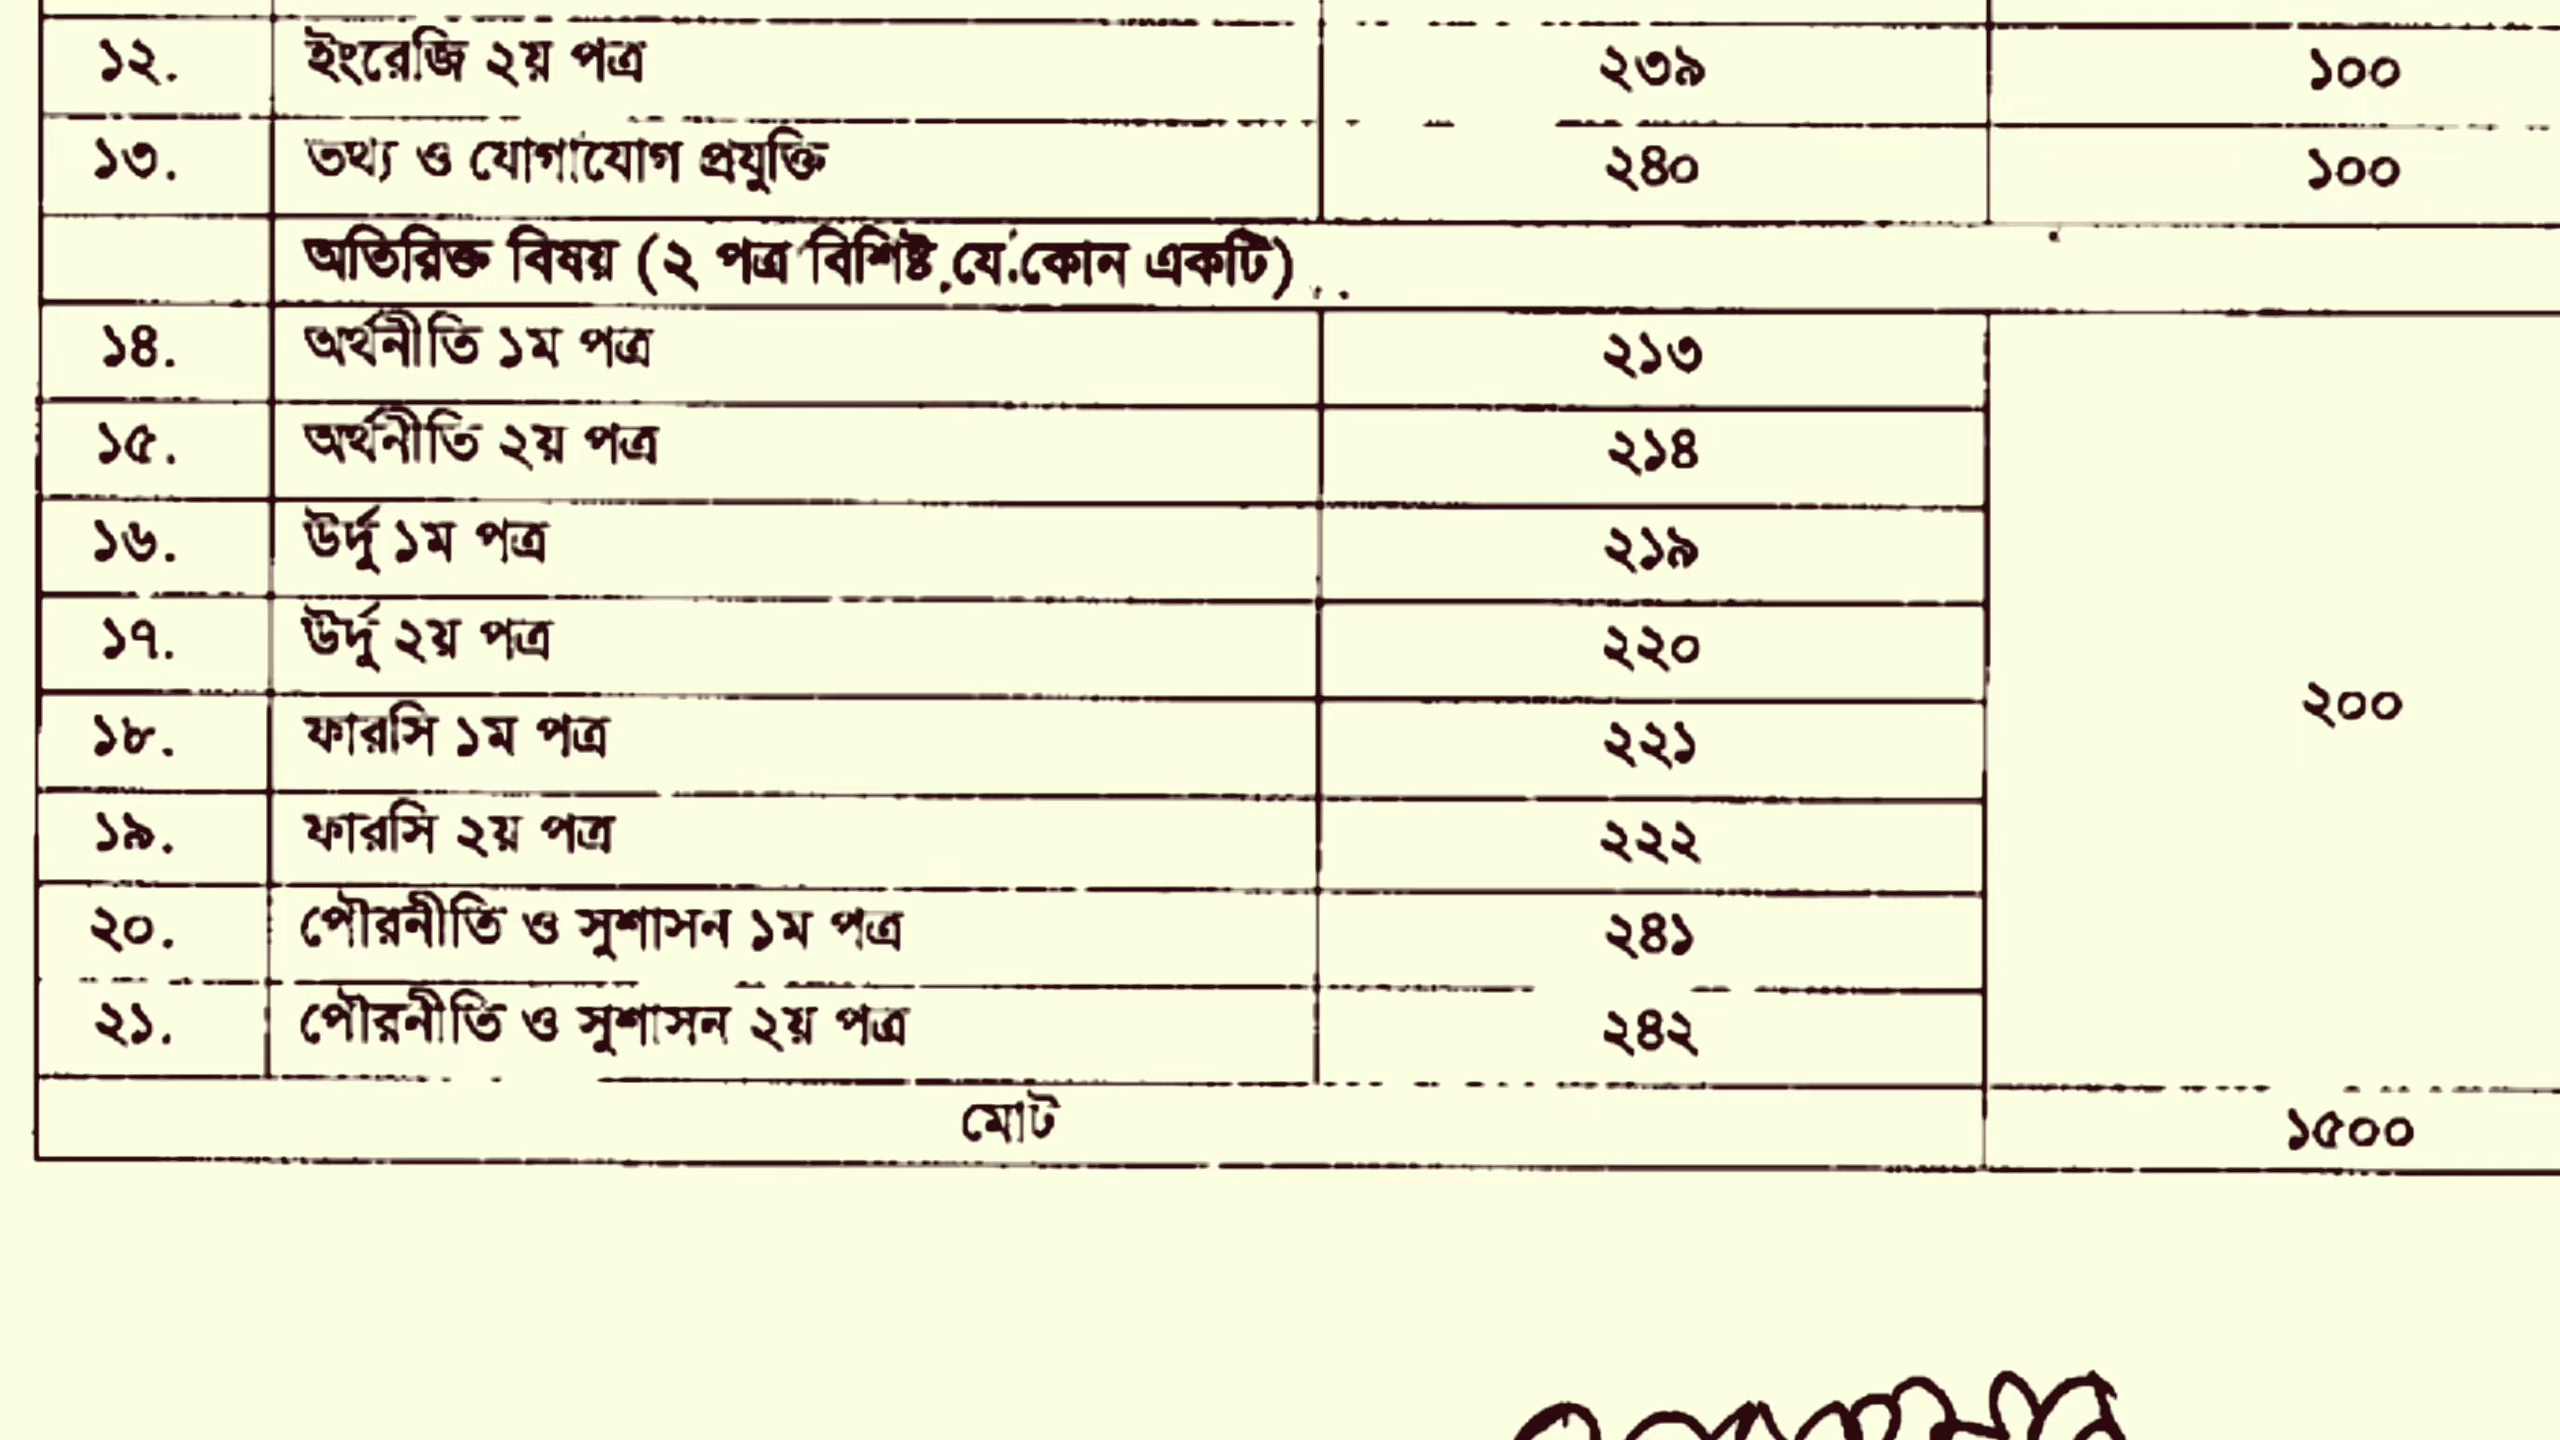 ১২. ইংরেজি ২য় পত্র ২৩৯ ১০০
১৩. তথ্য ও যোগাযোগ প্রযুক্তি ২৪০ ১০০
অতিরিক্ত বিষয় (২ পত্র বিশিষ্ট যে কোন একটি)
১৪. অর্থনীতি ১ম পত্র ২১৩
১৫. অর্থনীতি ২য় পত্র ২১৪
১৬. উর্দু ১ম পত্র ২১৯
১৭. উর্দু ২য় পত্র ২২০
২০০
১৮. ফারসি ১ম পত্র ২২১
১৯. ফারসি ২য় পত্র ২২২
২০. পৌরনীতি ও সুশাসন ১ম পত্র ২৪১
২১. পৌরনীতি ও সুশাসন ২য় পত্র ২৪২
মোট ১৫০০